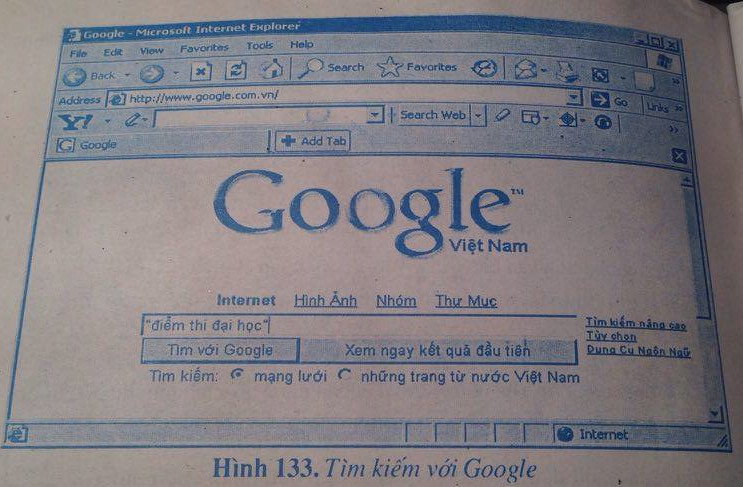 Google - Microsoft Internet Explorer
File Edit View Favorites Tools Help
Back Search Favorites
Address http://www.google.com.vn/ Go Links »
Y! Search Web »
G Google Add Tab
Google™
Việt Nam
Internet Hình Ảnh Nhóm Thư Mục
"điểm thi đại học"
Tìm kiếm nâng cao
Tùy chọn
Dung Cu Ngôn Ngữ
Tìm với Google Xem ngay kết quả đầu tiên
Tìm kiếm: mạng lưới những trang từ nước Việt Nam
Internet
Hình 133. Tìm kiếm với Google